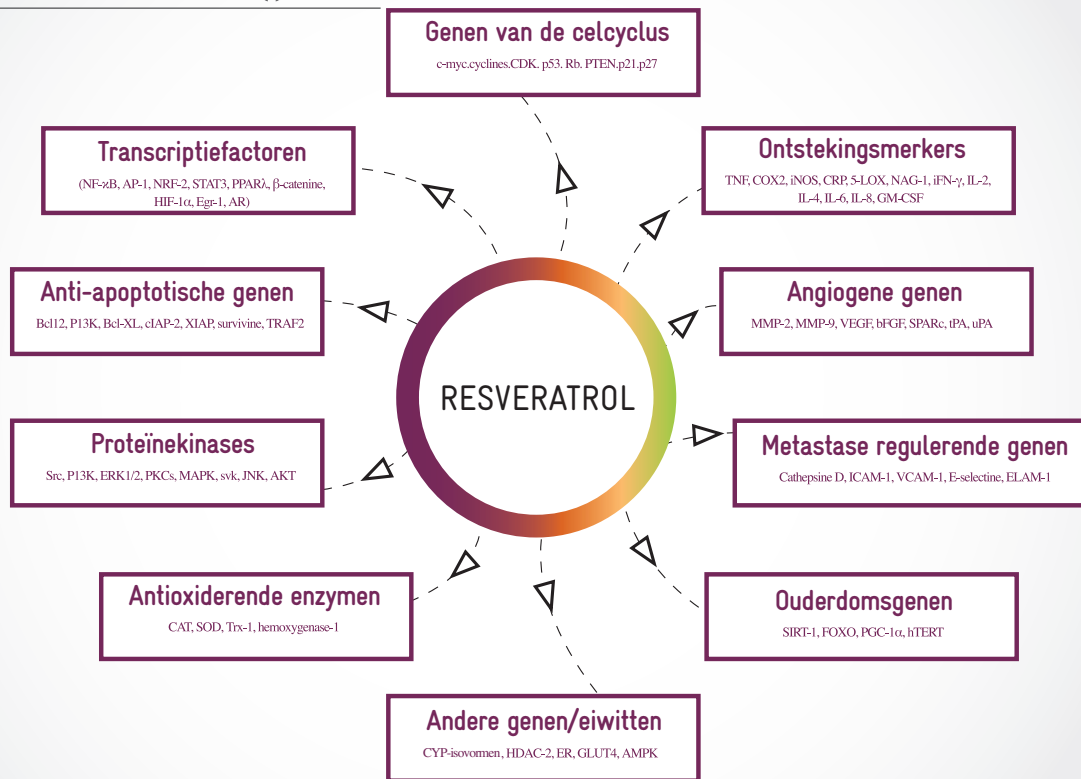 Genen van de celcyclus
c-myc.cyclines.CDK. p53. Rb. PTEN.p21.p27
Transcriptiefactoren
(NF-κB, AP-1, NRF-2, STAT3, PPARλ, β-catenine,
HIF-1α, Egr-1, AR)
Ontstekingsmerkers
TNF, COX2, iNOS, CRP, 5-LOX, NAG-1, iFN-γ, IL-2,
IL-4, IL-6, IL-8, GM-CSF
Anti-apoptotische genen
Bcl12, P13K, Bcl-XL, cIAP-2, XIAP, survivine, TRAF2
Angiogene genen
MMP-2, MMP-9, VEGF, bFGF, SPARc, tPA, uPA
RESVERATROL
Proteïnekinases
Src, P13K, ERK1/2, PKCs, MAPK, svk, JNK, AKT
Metastase regulerende genen
Cathepsine D, ICAM-1, VCAM-1, E-selectine, ELAM-1
Antioxiderende enzymen
CAT, SOD, Trx-1, hemoxygenase-1
Ouderdomsgenen
SIRT-1, FOXO, PGC-1α, hTERT
Andere genen/eiwitten
CYP-isovormen, HDAC-2, ER, GLUT4, AMPK